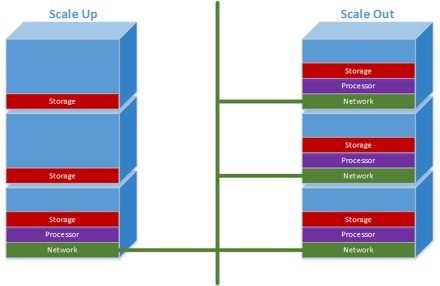 Scale Up
Storage
Storage
Storage
Processor
Network
Scale Out
Storage
Processor
Network
Storage
Processor
Network
Storage
Processor
Network